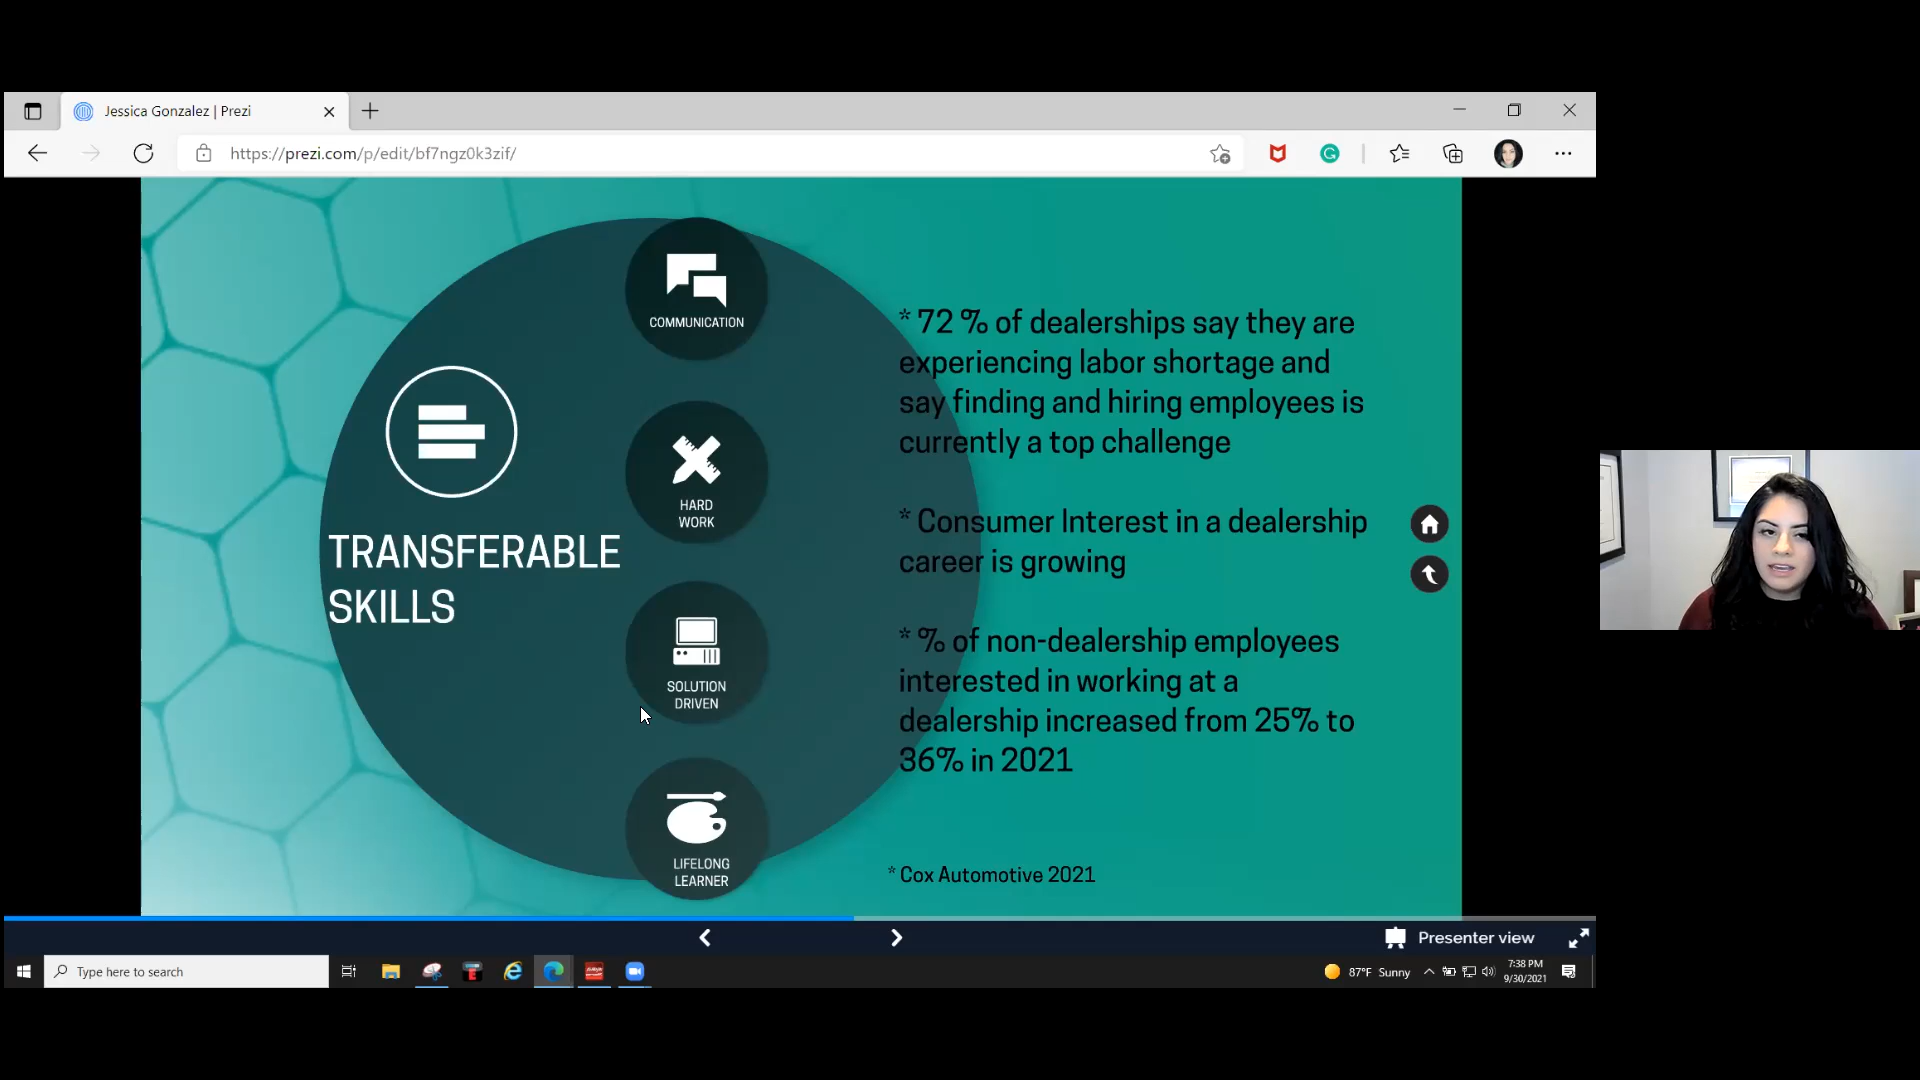 Jessica Gonzalez | Prezi
https://prezi.com/p/edit/bf7ngz0k3zif/
COMMUNICATION
HARD
WORK
SOLUTION
DRIVEN
LIFELONG
LEARNER
TRANSFERABLE
SKILLS
* 72 % of dealerships say they are
experiencing labor shortage and
say finding and hiring employees is
currently a top challenge
* Consumer Interest in a dealership
career is growing
* % of non-dealership employees
interested in working at a
dealership increased from 25% to
36% in 2021
* Cox Automotive 2021
Presenter view
Type here to search
87°F Sunny
7:38 PM
9/30/2021